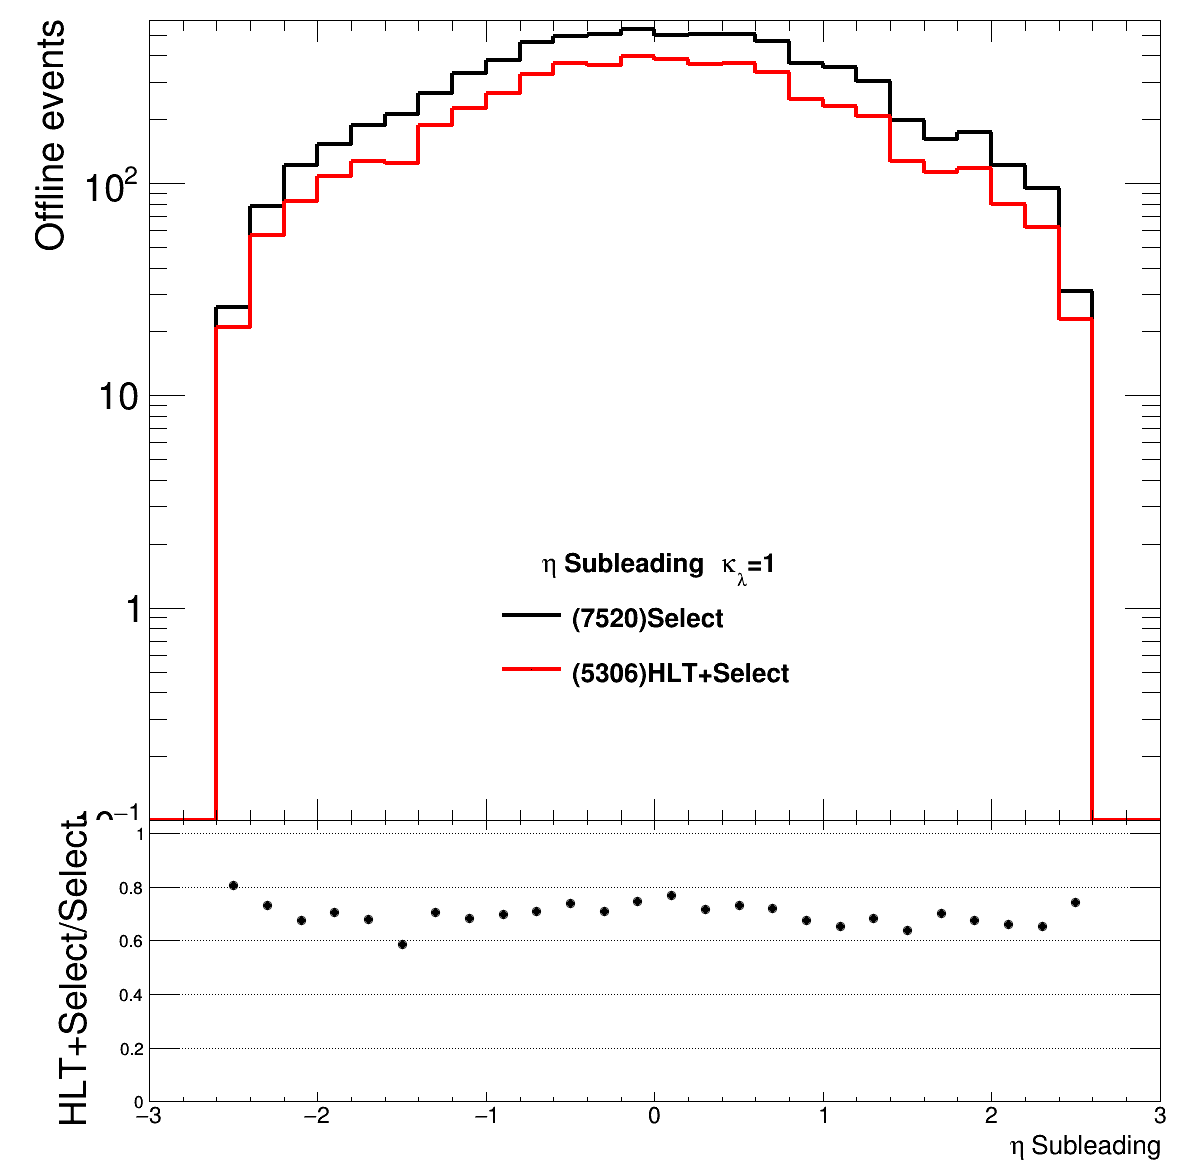 Offline events
10²
10
1
η Subleading κλ=1
(7520)Select
(5306)HLT+Select
−1
HLT+Select/Select
1
0.8
0.6
0.4
0.2
0
−3 −2 −1 0 1 2 3
η Subleading